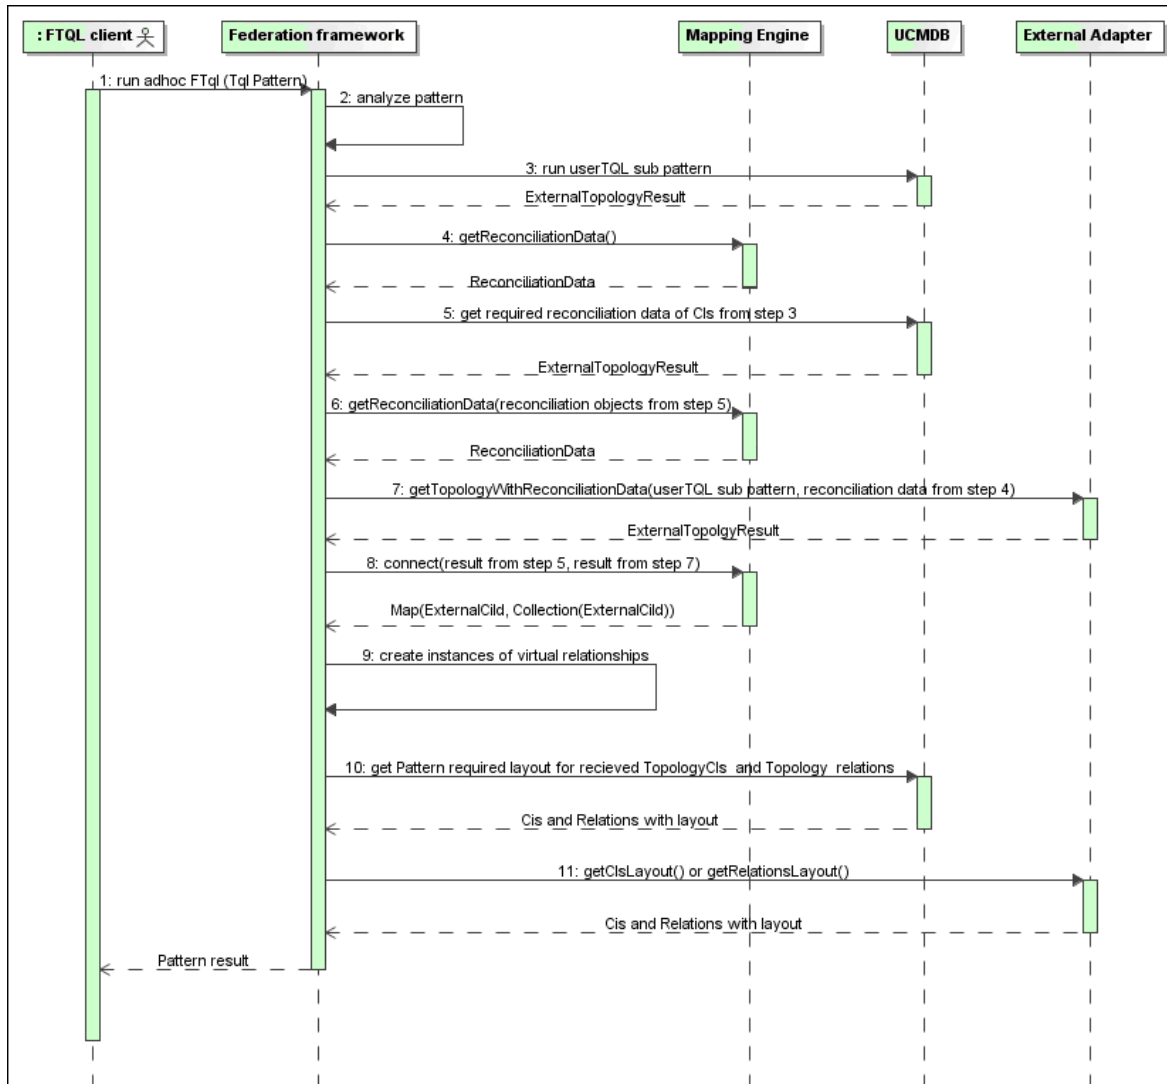 : FTQL client
Federation framework
Mapping Engine
UCMDB
External Adapter
1: run adhoc FTql (Tql Pattern)
2: analyze pattern
3: run userTQL sub pattern
ExternalTopologyResult
4: getReconciliationData()
ReconciliationData
5: get required reconciliation data of CIs from step 3
ExternalTopologyResult
6: getReconciliationData(reconciliation objects from step 5)
ReconciliationData
7: getTopologyWithReconciliationData(userTQL sub pattern, reconciliation data from step 4)
ExternalTopolgyResult
8: connect(result from step 5, result from step 7)
Map(ExternalCiId, Collection(ExternalCiId))
9: create instances of virtual relationships
10: get Pattern required layout for recieved TopologyCIs and Topology relations
Cis and Relations with layout
11: getCIsLayout() or getRelationsLayout()
Cis and Relations with layout
Pattern result